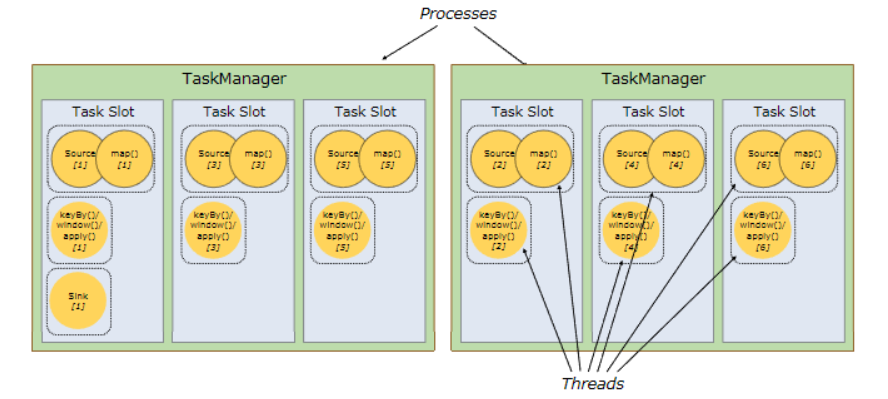 Processes
TaskManager
Task Slot
Source
[1]
map()
[1]
keyBy()/
window()/
apply()
[1]
Sink
[1]
Task Slot
Source
[3]
map()
[3]
keyBy()/
window()/
apply()
[3]
Task Slot
Source
[5]
map()
[5]
keyBy()/
window()/
apply()
[5]
TaskManager
Task Slot
Source
[2]
map()
[2]
keyBy()/
window()/
apply()
[2]
Task Slot
Source
[4]
map()
[4]
keyBy()/
window()/
apply()
[4]
Task Slot
Source
[6]
map()
[6]
keyBy()/
window()/
apply()
[6]
Threads